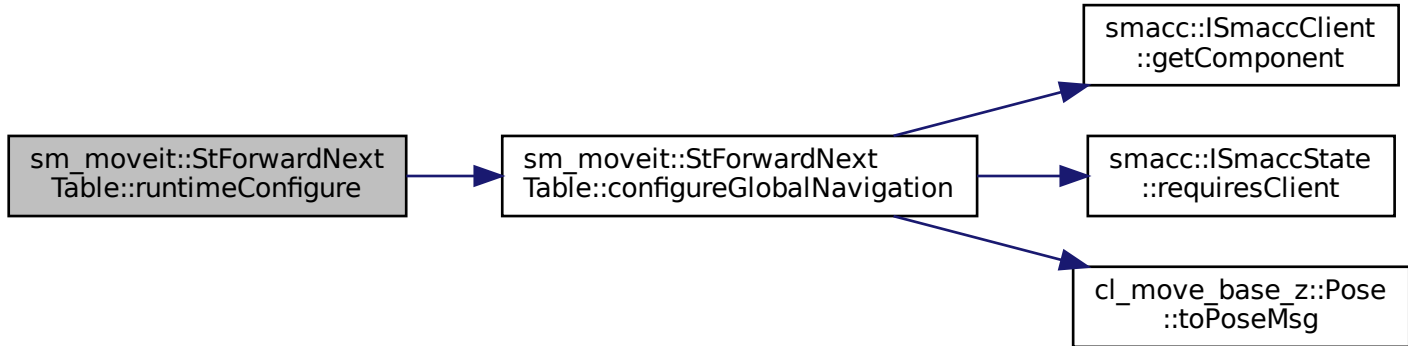 sm_moveit::StForwardNext
Table::runtimeConfigure
sm_moveit::StForwardNext
Table::configureGlobalNavigation
smacc::ISmaccClient
::getComponent
smacc::ISmaccState
::requiresClient
cl_move_base_z::Pose
::toPoseMsg